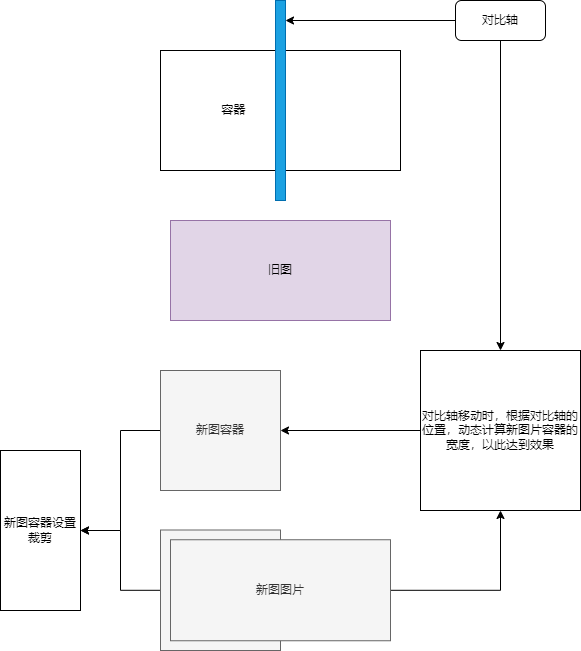 对比轴
容器
旧图
对比轴移动时，根据对比轴的
位置，动态计算新图片容器的
宽度，以此达到效果
新图容器
新图容器设置
裁剪
新图图片